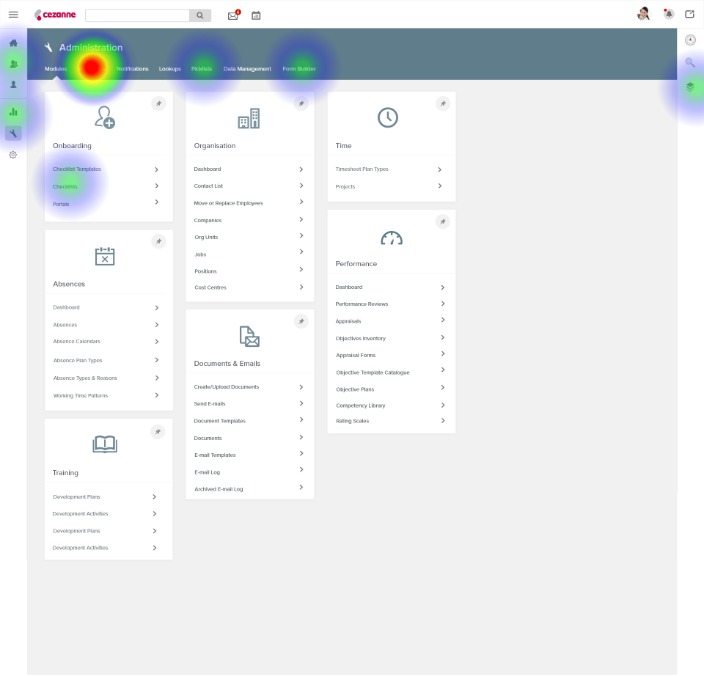 cezanne
Administration
Modules
Notifications
Lookups
Picklists
Data Management
Form Builder
Onboarding
Checklist Templates
Checklists
Portals
Organisation
Dashboard
Contact List
Move or Replace Employees
Companies
Org Units
Jobs
Positions
Cost Centres
Time
Timesheet Plan Types
Projects
Absences
Dashboard
Absences
Absence Calendars
Absence Plan Types
Absence Types & Reasons
Working Time Patterns
Documents & Emails
Create/Upload Documents
Send E-mails
Document Templates
Documents
E-mail Templates
E-mail Log
Archived E-mail Log
Performance
Dashboard
Performance Reviews
Appraisals
Objectives Inventory
Appraisal Forms
Objective Template Catalogue
Objective Plans
Competency Library
Rating Scales
Training
Development Plans
Development Activities
Development Plans
Development Activities